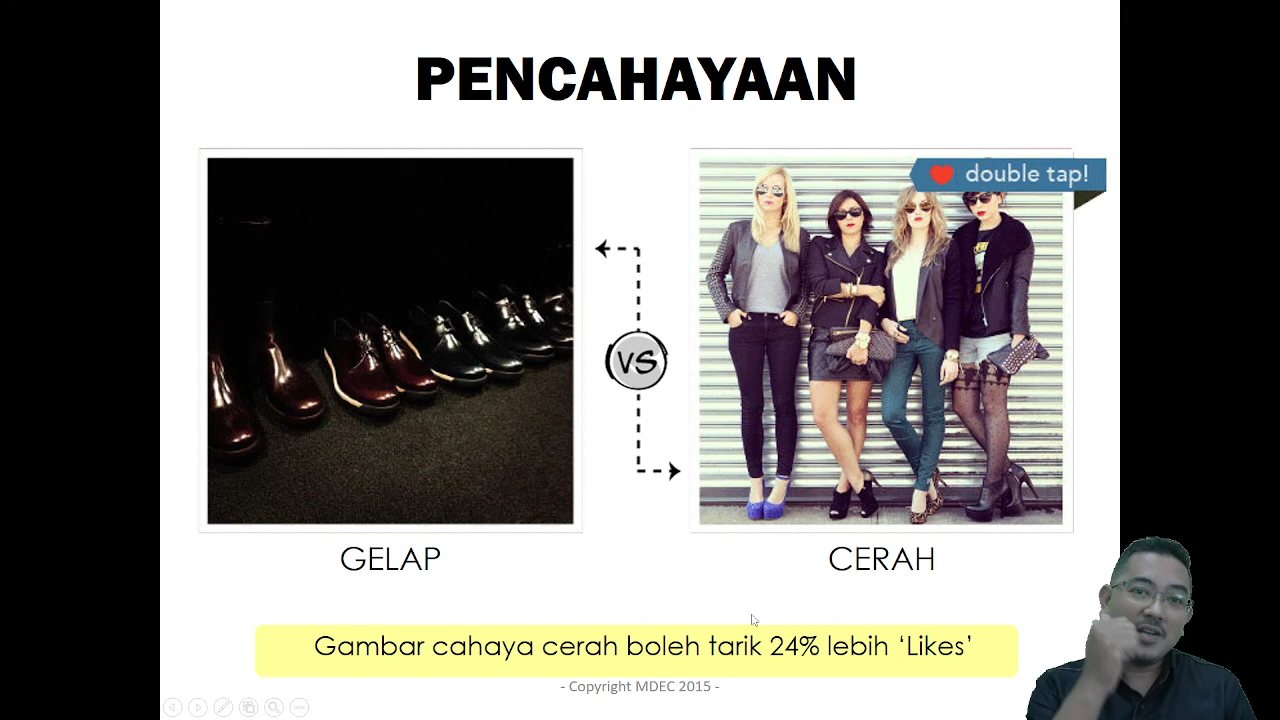 PENCAHAYAAN
double tap!
VS
GELAP
CERAH
Gambar cahaya cerah boleh tarik 24% lebih ‘Likes’
- Copyright MDEC 2015 -